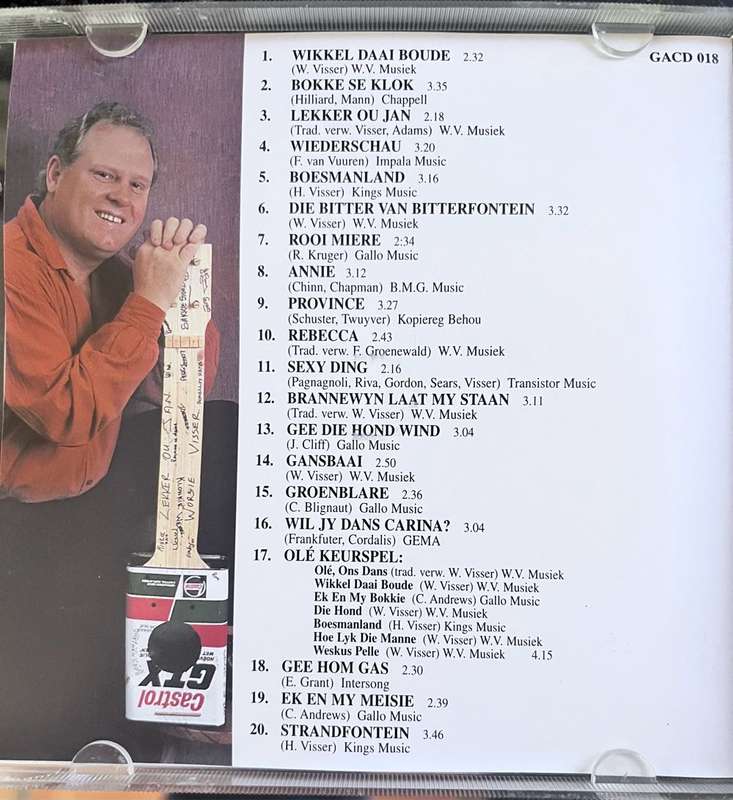 1. WIKKEL DAAI BOUDE 2.32
GACD 018
(W. Visser) W.V. Musiek
2. BOKKE SE KLOK 3.35
(Hilliard, Mann) Chappell
3. LEKKER OU JAN 2.18
(Trad. verw. Visser, Adams) W.V. Musiek
4. WIEDERSCHAU 3.20
(F. van Vuuren) Impala Music
5. BOESMANLAND 3.16
(H. Visser) Kings Music
6. DIE BITTER VAN BITTERFONTEIN 3.32
(W. Visser) W.V. Musiek
7. ROOI MIERE 2:34
(R. Kruger) Gallo Music
8. ANNIE 3.12
(Chinn, Chapman) B.M.G. Music
9. PROVINCE 3.27
(Schuster, Twuyver) Kopiereg Behou
10. REBECCA 2.43
(Trad. verw. F. Groenewald) W.V. Musiek
11. SEXY DING 2.16
(Pagnagnoli, Riva, Gordon, Sears, Visser) Transistor Music
12. BRANNEWYN LAAT MY STAAN 3.11
(Trad. verw. W. Visser) W.V. Musiek
13. GEE DIE HOND WIND 3.04
(J. Cliff) Gallo Music
14. GANSBAAI 2.50
(W. Visser) W.V. Musiek
15. GROENBLARE 2.36
(C. Blignaut) Gallo Music
16. WIL JY DANS CARINA? 3.04
(Frankfuter, Cordalis) GEMA
17. OLÉ KEURSPEL:
Olé, Ons Dans (trad. verw. W. Visser) W.V. Musiek
Wikkel Daai Boude (W. Visser) W.V. Musiek
Ek En My Bokkie (C. Andrews) Gallo Music
Die Hond (W. Visser) W.V. Musiek
Boesmanland (H. Visser) Kings Music
Hoe Lyk Die Manne (W. Visser) W.V. Musiek
Weskus Pelle (W. Visser) W.V. Musiek 4.15
18. GEE HOM GAS 2.30
(E. Grant) Intersong
19. EK EN MY MEISIE 2.39
(C. Andrews) Gallo Music
20. STRANDFONTEIN 3.46
(H. Visser) Kings Music
LEKKER OU JAN
WORSIE VISSER
Castrol
GTX